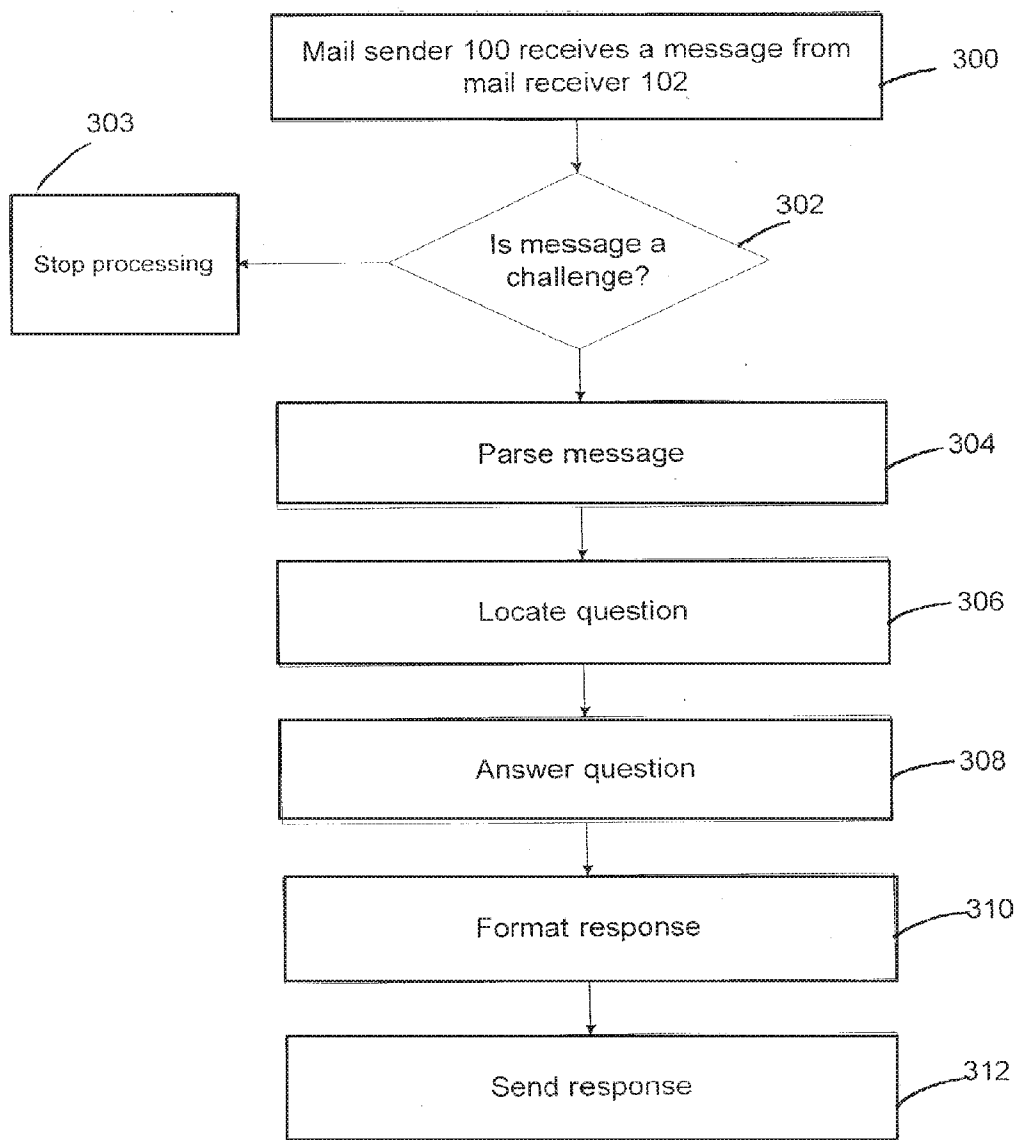 Mail sender 100 receives a message from
mail receiver 102
300
303
302
Is message a
challenge?
Stop processing
Parse message
304
Locate question
306
Answer question
308
Format response
310
Send response
312